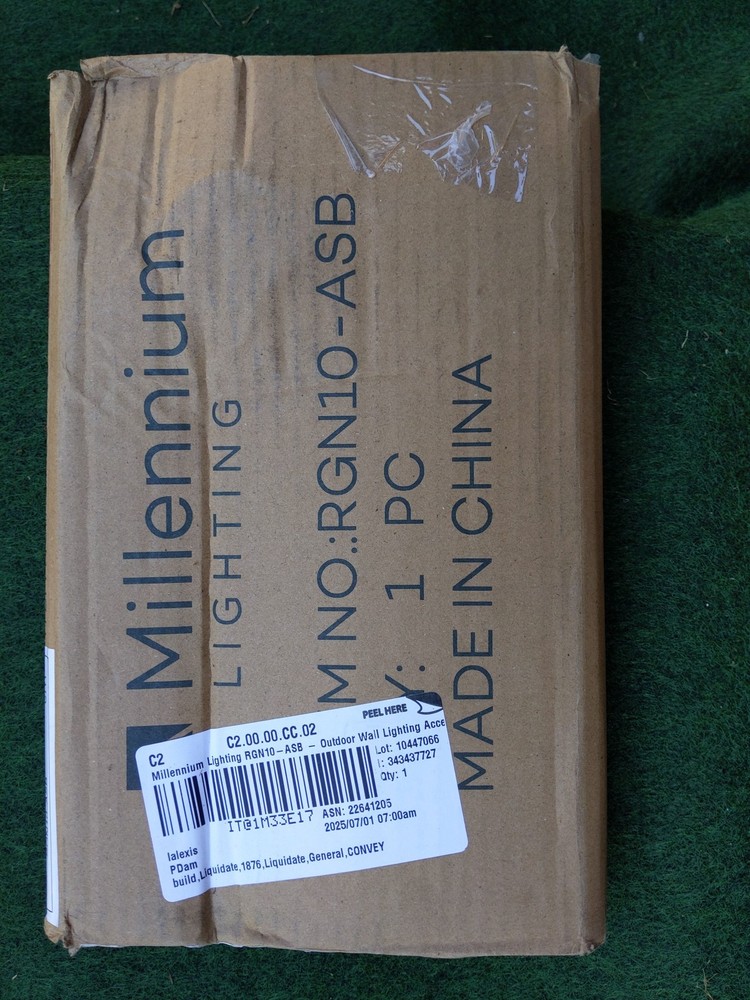 Millennium
LIGHTING
M NO.:RGN10-ASB
Y: 1 PC
MADE IN CHINA
PEEL HERE
C2
C2.00.00.CC.02
Millennium Lighting RGN10-ASB - Outdoor Wall Lighting Acce
Lot: 10447066
: 343437727
Qty: 1
IT@1M33E17
ASN: 22641205
2025/07/01 07:00am
lalexis
PDam
build,Liquidate,1876,Liquidate,General,CONVEY